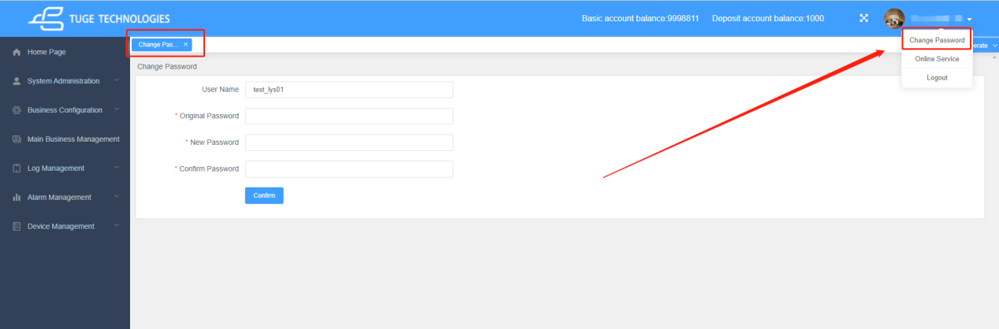 TUGE TECHNOLOGIES
Basic account balance:9998811 Deposit account balance:1000
Change Password
Online Service
Logout
Change Pas... ×
Home Page
System Administration
Business Configuration
Main Business Management
Log Management
Alarm Management
Device Management
Change Password
User Name test_lys01
* Original Password
* New Password
* Confirm Password
Confirm